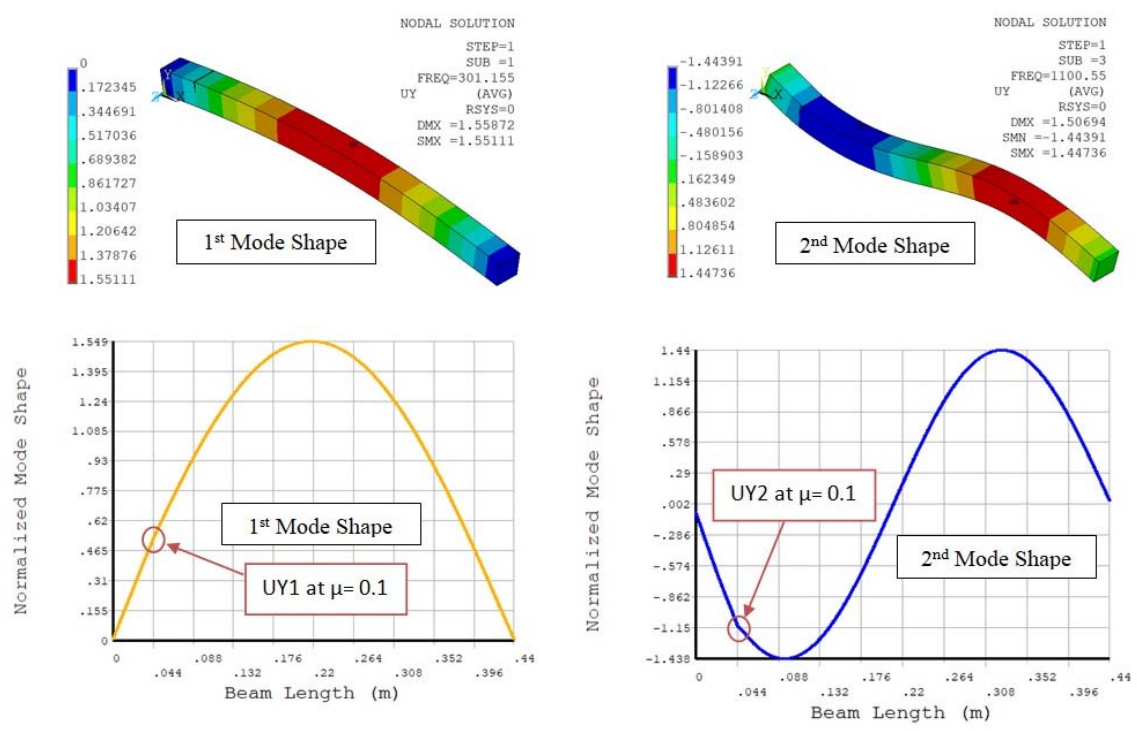 NODAL SOLUTION
STEP=1
SUB =1
FREQ=301.155
UY (AVG)
RSYS=0
DMX =1.55872
SMX =1.55111
0
.172345
.344691
.517036
.689382
.861727
1.03407
1.20642
1.37876
1.55111
Y
Z X
1st Mode Shape
NODAL SOLUTION
STEP=1
SUB =3
FREQ=1100.55
UY (AVG)
RSYS=0
DMX =1.50694
SMN =-1.44391
SMX =1.44736
-1.44391
-1.12266
-.801408
-.480156
-.158903
.162349
.483602
.804854
1.12611
1.44736
Y
Z X
2nd Mode Shape
Normalized Mode Shape
1.549
1.395
1.24
1.085
.93
.775
.62
.465
.31
.155
0
1st Mode Shape
UY1 at μ= 0.1
0 .088 .176 .264 .352 .44
.044 .132 .22 .308 .396
Beam Length (m)
Normalized Mode Shape
1.44
1.154
.866
.578
.29
.002
-.286
-.574
-.862
-1.15
-1.438
UY2 at μ= 0.1
2nd Mode Shape
0 .088 .176 .264 .352 .44
.044 .132 .22 .308 .396
Beam Length (m)